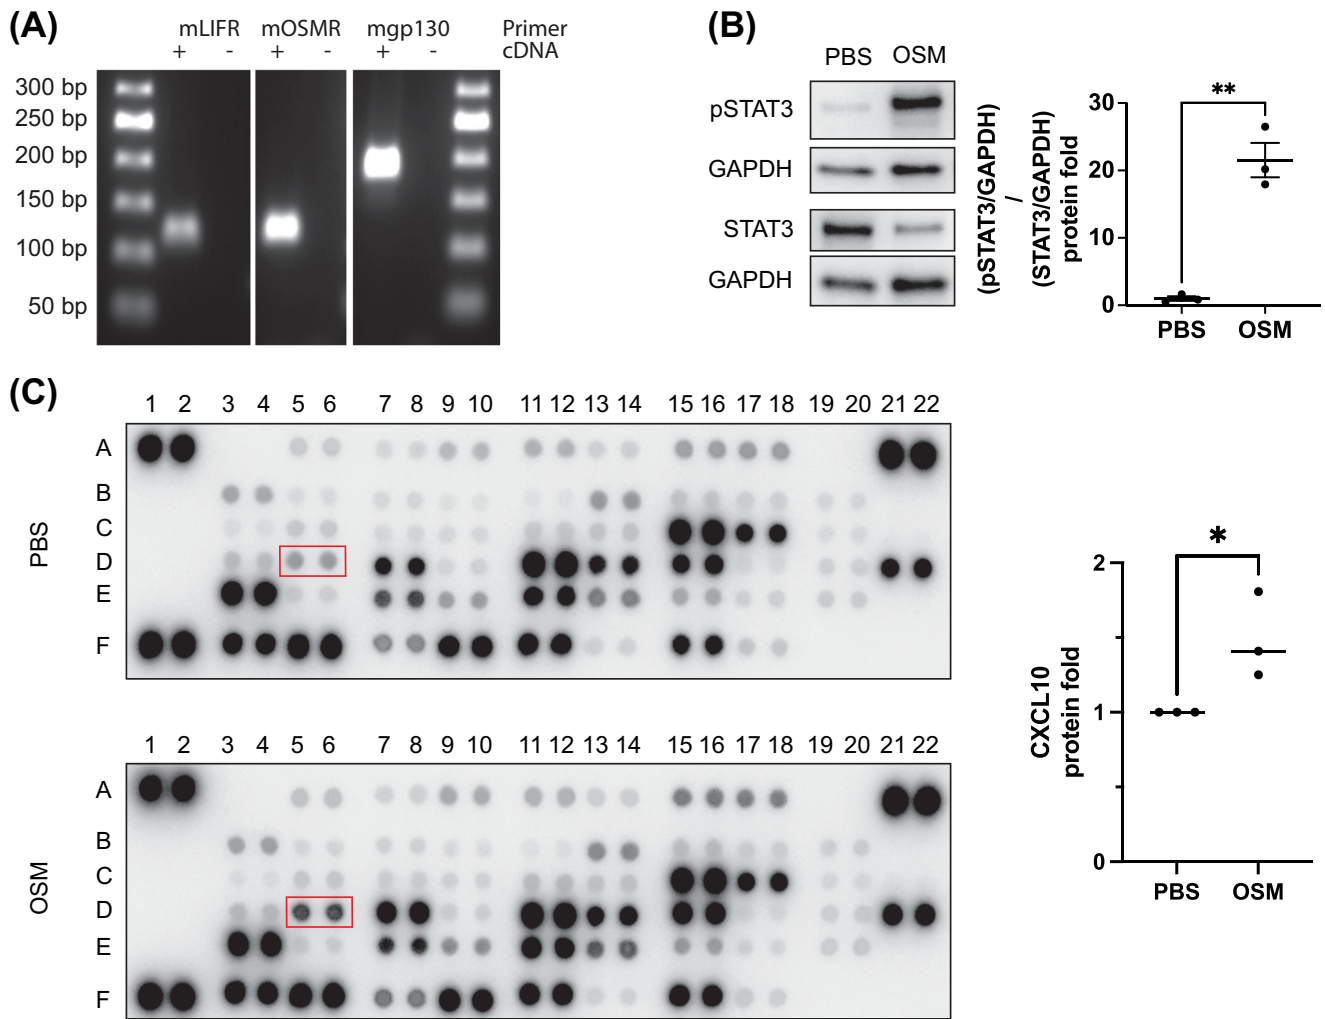 (A)
mLIFR mOSMR mgp130 Primer
+ - + - + - cDNA
300 bp
250 bp
200 bp
150 bp
100 bp
50 bp
(B)
PBS OSM
pSTAT3
GAPDH
STAT3
GAPDH
(pSTAT3/GAPDH)
/
(STAT3/GAPDH)
protein fold
**
30
20
10
0
PBS OSM
(C)
1 2 3 4 5 6 7 8 9 10 11 12 13 14 15 16 17 18 19 20 21 22
A
B
C
D
E
F
PBS
1 2 3 4 5 6 7 8 9 10 11 12 13 14 15 16 17 18 19 20 21 22
A
B
C
D
E
F
OSM
CXCL10
protein fold
*
2
1
0
PBS OSM